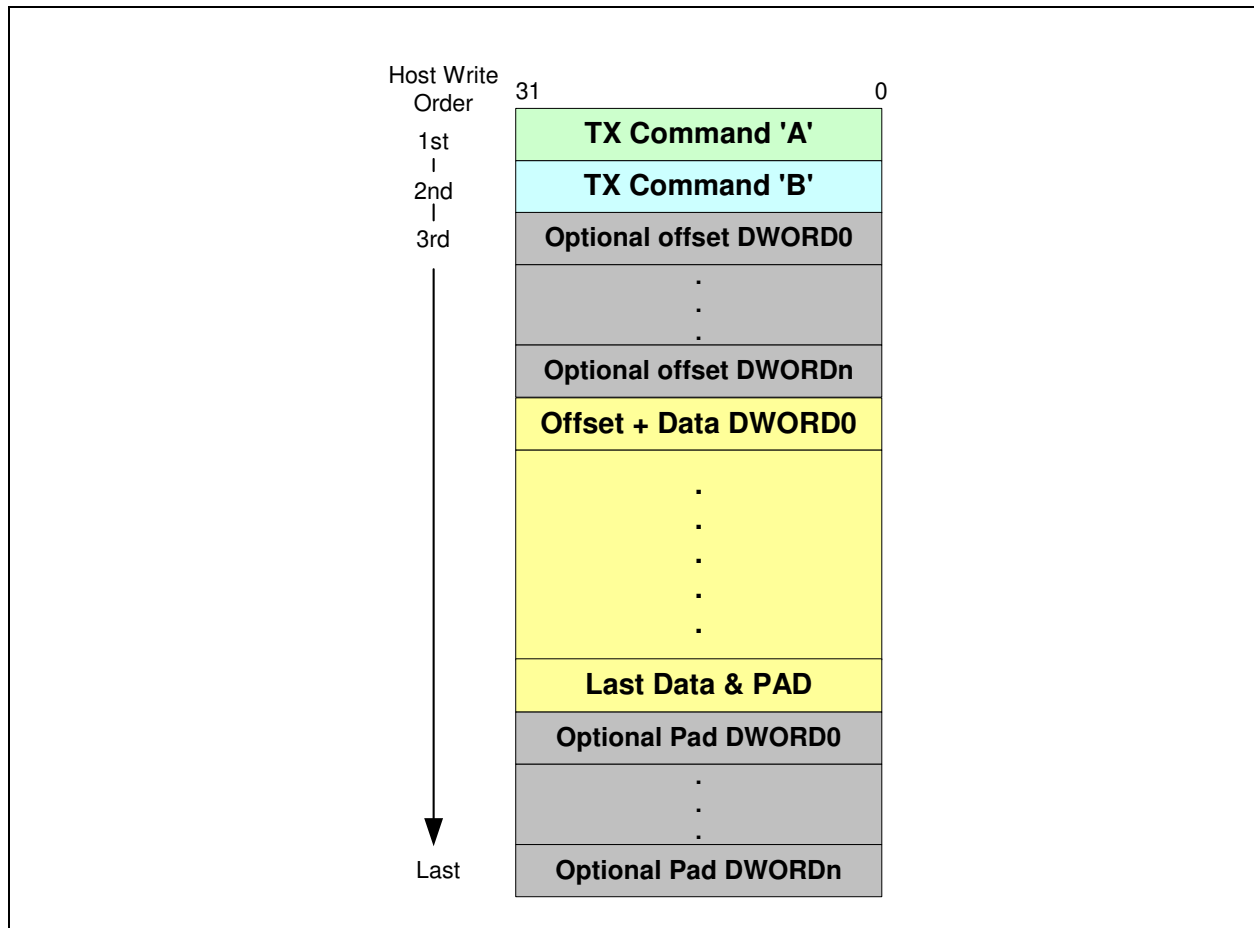 Host Write
Order
31
0
1st
TX Command 'A'
2nd
TX Command 'B'
3rd
Optional offset DWORD0
.
.
.
Optional offset DWORDn
Offset + Data DWORD0
.
.
.
.
.
Last Data & PAD
Optional Pad DWORD0
.
.
.
Last
Optional Pad DWORDn